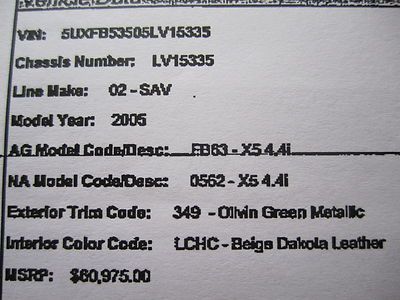 VIN: 5UXFB53505LV15335
Chassis Number: LV15335
Line Make: 02 - SAV
Model Year: 2005
AG Model Code/Desc: FB63 - X5 4.4i
NA Model Code/Desc: 0562 - X5 4.4i
Exterior Trim Code: 349 - Olivin Green Metallic
Interior Color Code: LCHC - Beige Dakota Leather
MSRP: $60,975.00